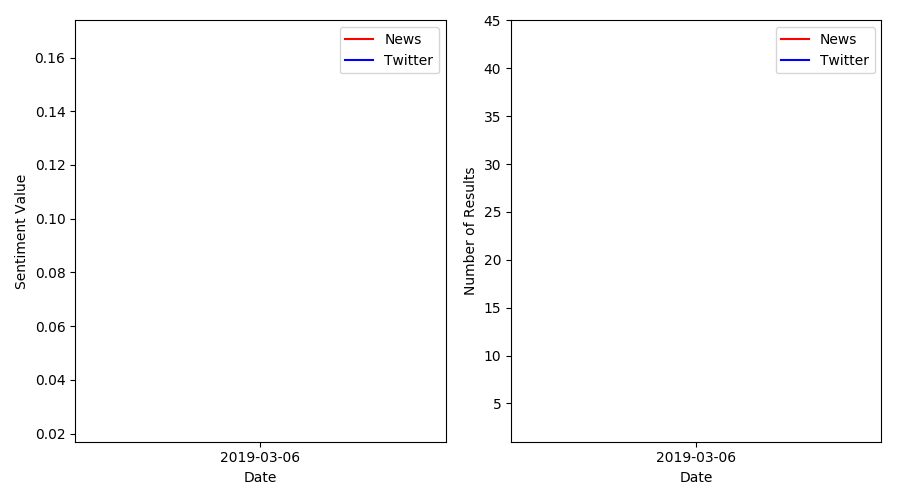 News
Twitter
0.16
0.14
0.12
0.10
0.08
0.06
0.04
0.02
Sentiment Value
2019-03-06
Date
News
Twitter
45
40
35
30
25
20
15
10
5
Number of Results
2019-03-06
Date